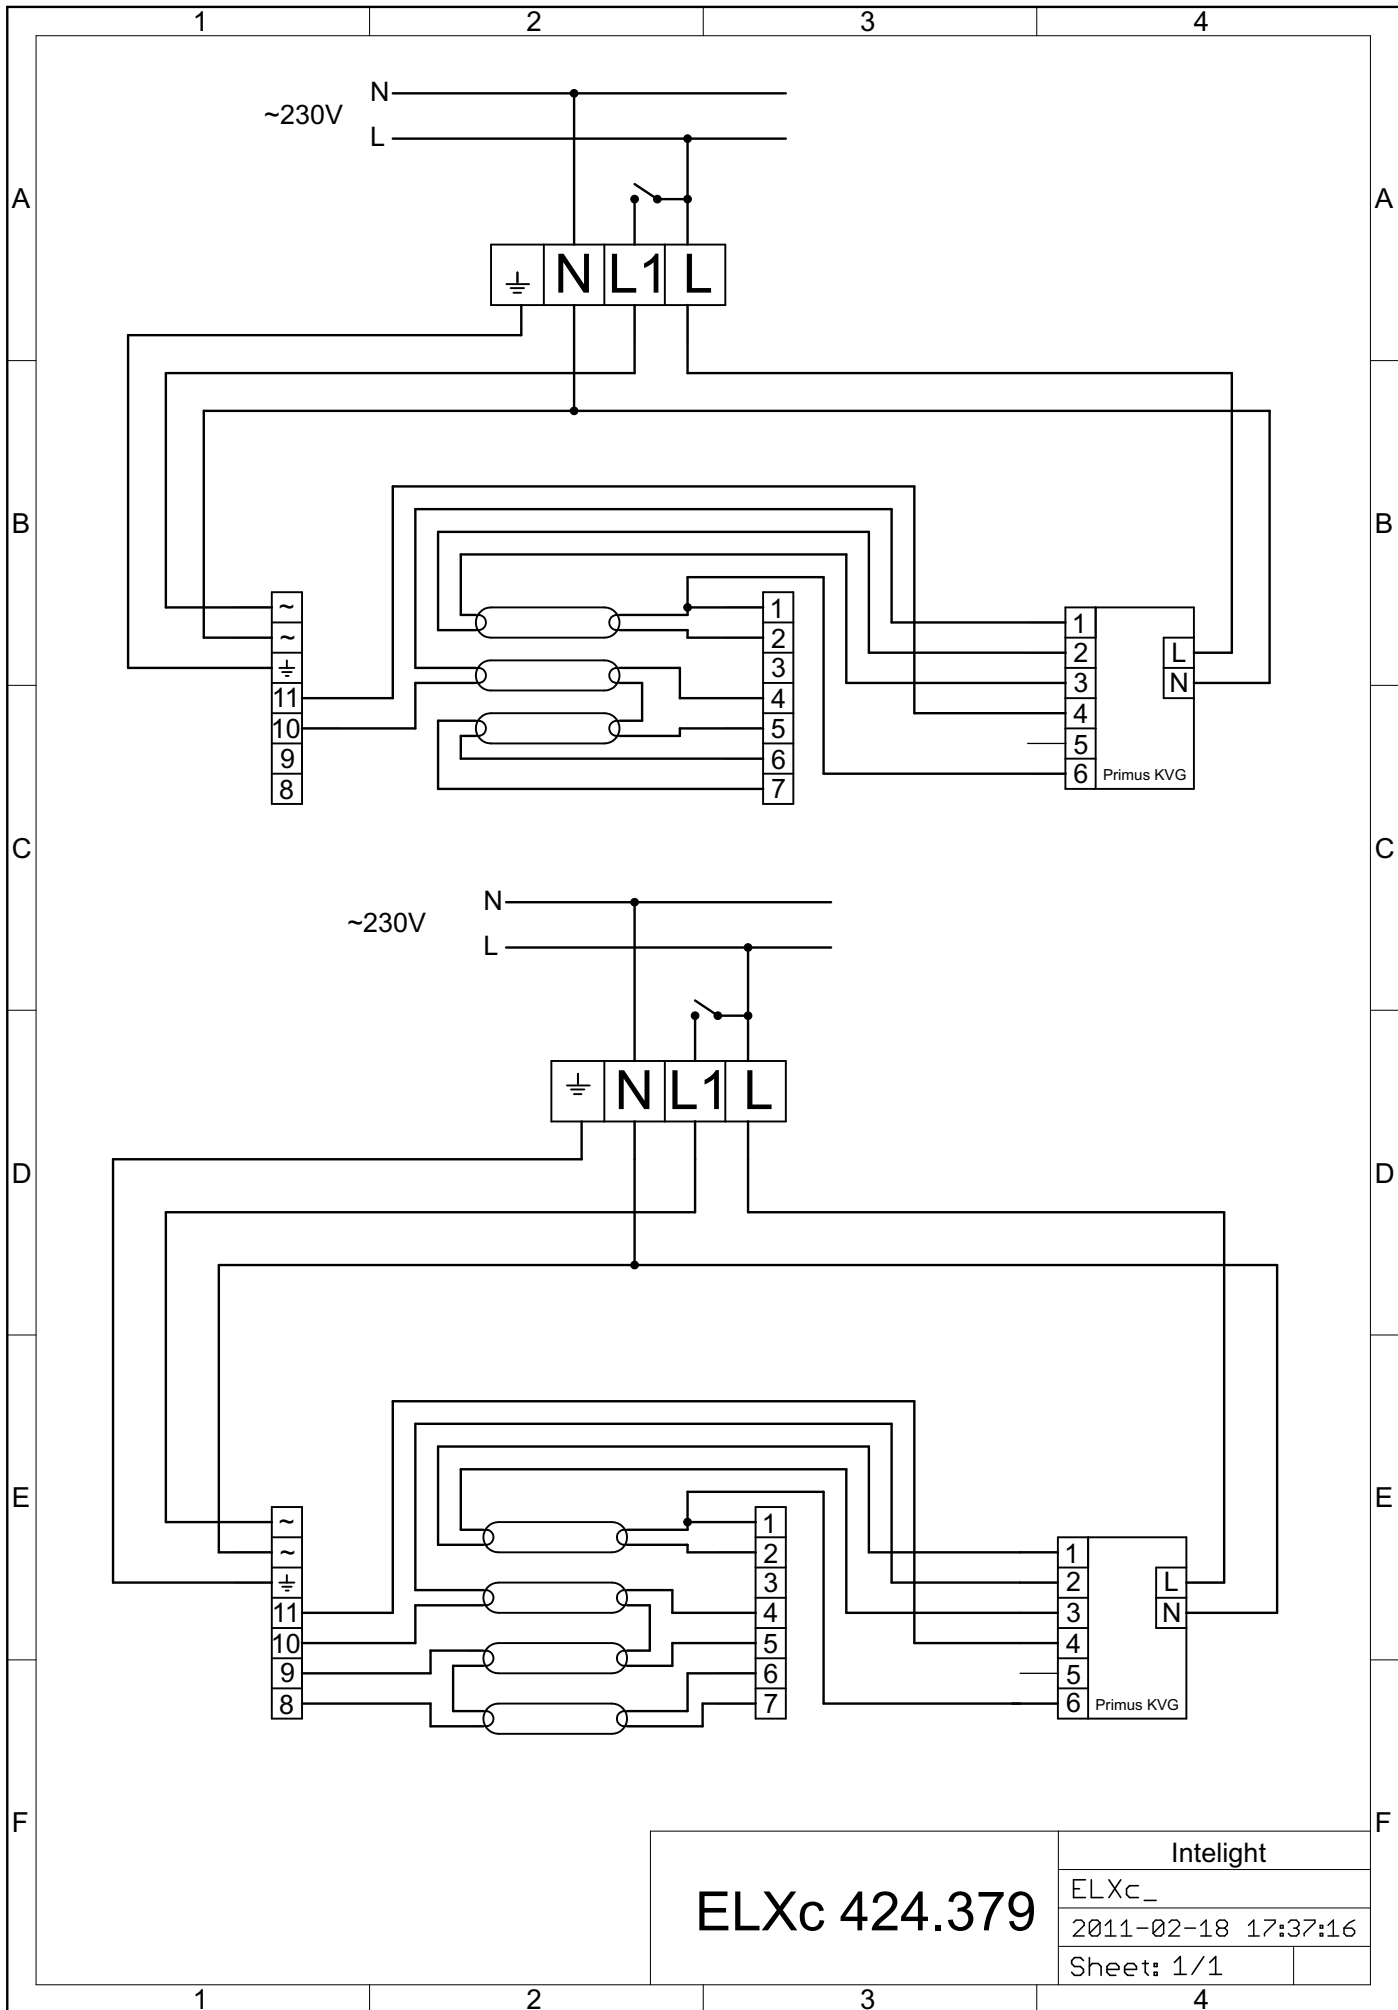 1 2 3 4
N
~230V
L
A A
⏚ N L1 L
B B
~ 1
~ 2
⏚ 3
11 4
10 5
9 6
8 7
1
2 L
3 N
4
5
6 Primus KVG
C C
N
~230V
L
⏚ N L1 L
D D
E E
~ 1
~ 2
⏚ 3
11 4
10 5
9 6
8 7
1
2 L
3 N
4
5
6 Primus KVG
F F
ELXc 424.379
Intelight
ELXc_
2011-02-18 17:37:16
Sheet: 1/1
1 2 3 4